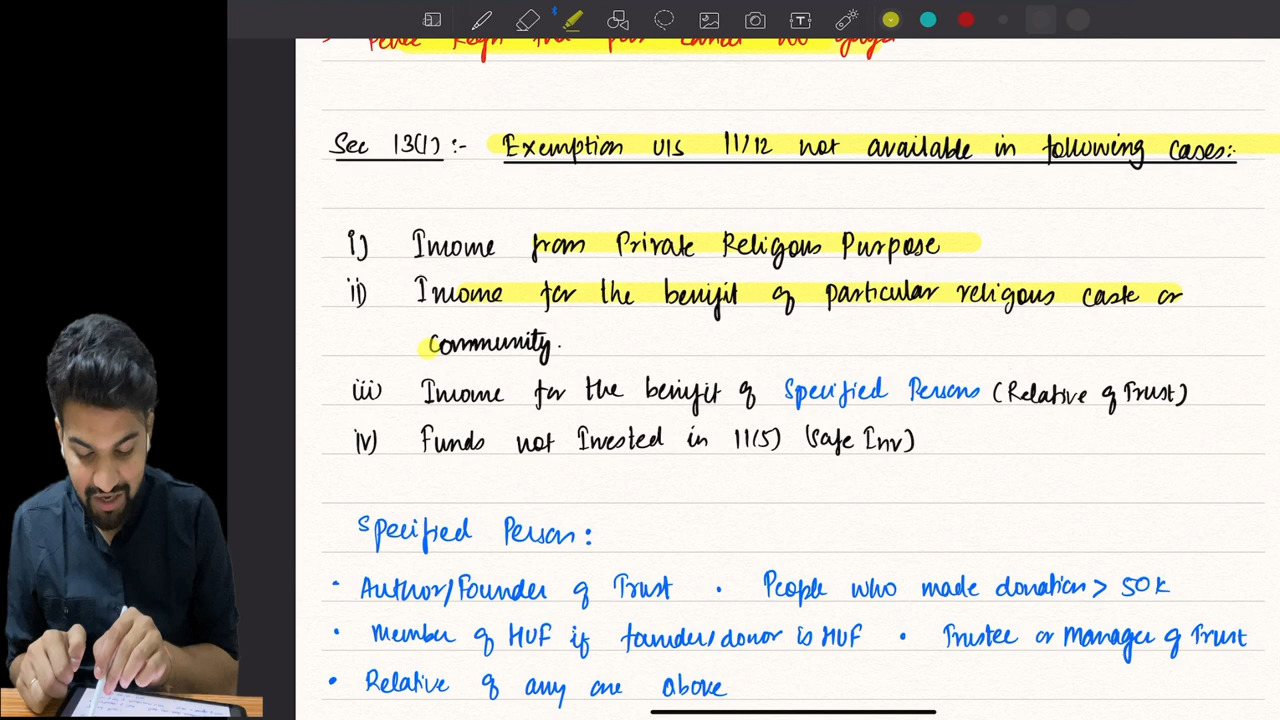 Sec 13(1) :- Exemption U/S 11/12 not available in following cases:
i) Income from Private Religous Purpose
ii) Income for the benifit of particular religious caste or
community.
iii) Income for the benifit of Specified Persons (Relative of Trust)
iv) Funds not Invested in 11(5) (Safe Inv)
Specified Person:
• Author/Founder of Trust • People who made donation > 50k
• Member of HUF if founder/donor is HUF • Trustee or Manager of Trust
• Relative of any one above